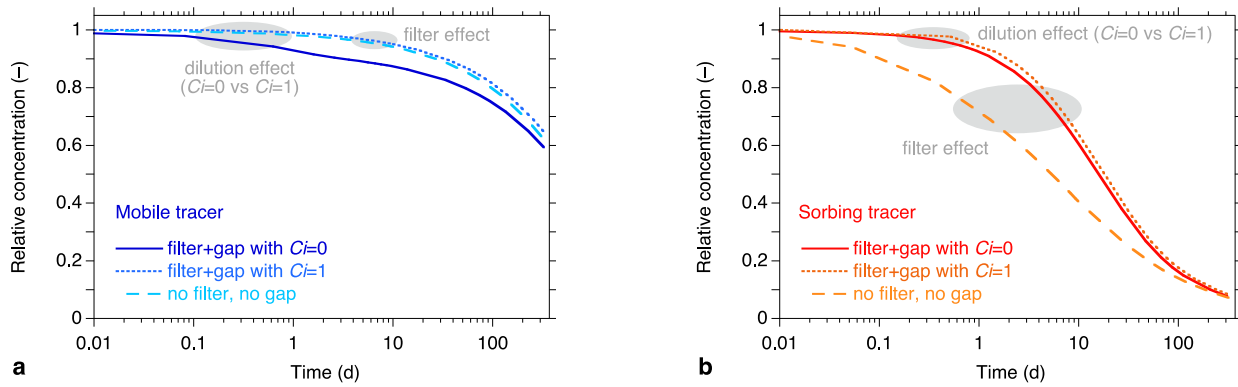 Relative concentration (–)
1
0.8
0.6
0.4
0.2
0
0.01
0.1
1
10
100
Time (d)
filter effect
dilution effect
(Ci=0 vs Ci=1)
Mobile tracer
filter+gap with Ci=0
filter+gap with Ci=1
no filter, no gap
a
Relative concentration (–)
1
0.8
0.6
0.4
0.2
0
0.01
0.1
1
10
100
Time (d)
dilution effect (Ci=0 vs Ci=1)
filter effect
Sorbing tracer
filter+gap with Ci=0
filter+gap with Ci=1
no filter, no gap
b